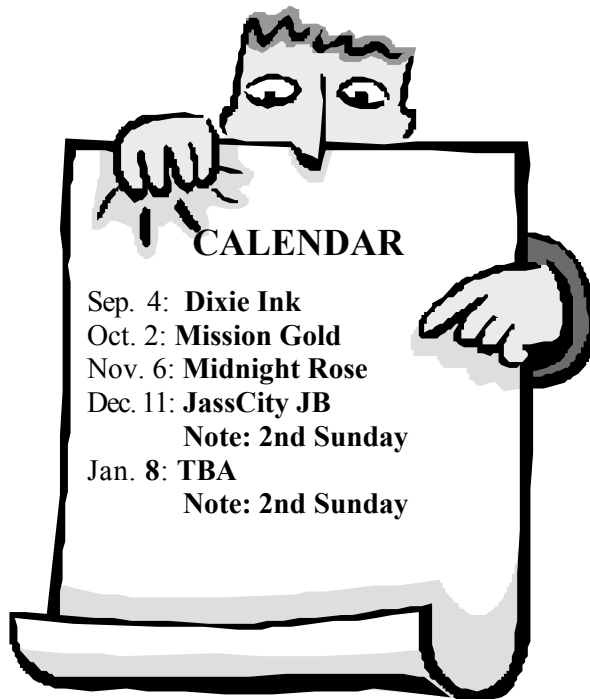 CALENDAR
Sep. 4: Dixie Ink
Oct. 2: Mission Gold
Nov. 6: Midnight Rose
Dec. 11: JassCity JB
Note: 2nd Sunday
Jan. 8: TBA
Note: 2nd Sunday